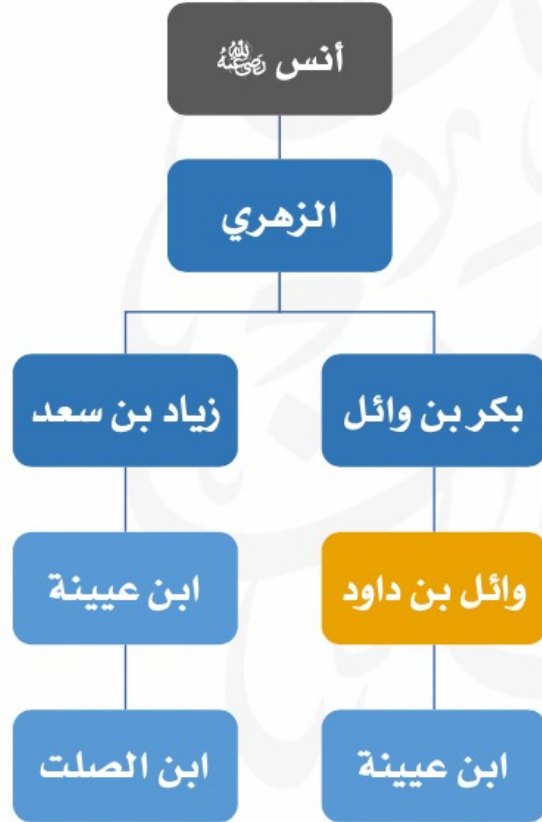 أنس رضي الله عنه
الزهري
بكر بن وائل
زياد بن سعد
وائل بن داود
ابن عيينة
ابن عيينة
ابن الصلت